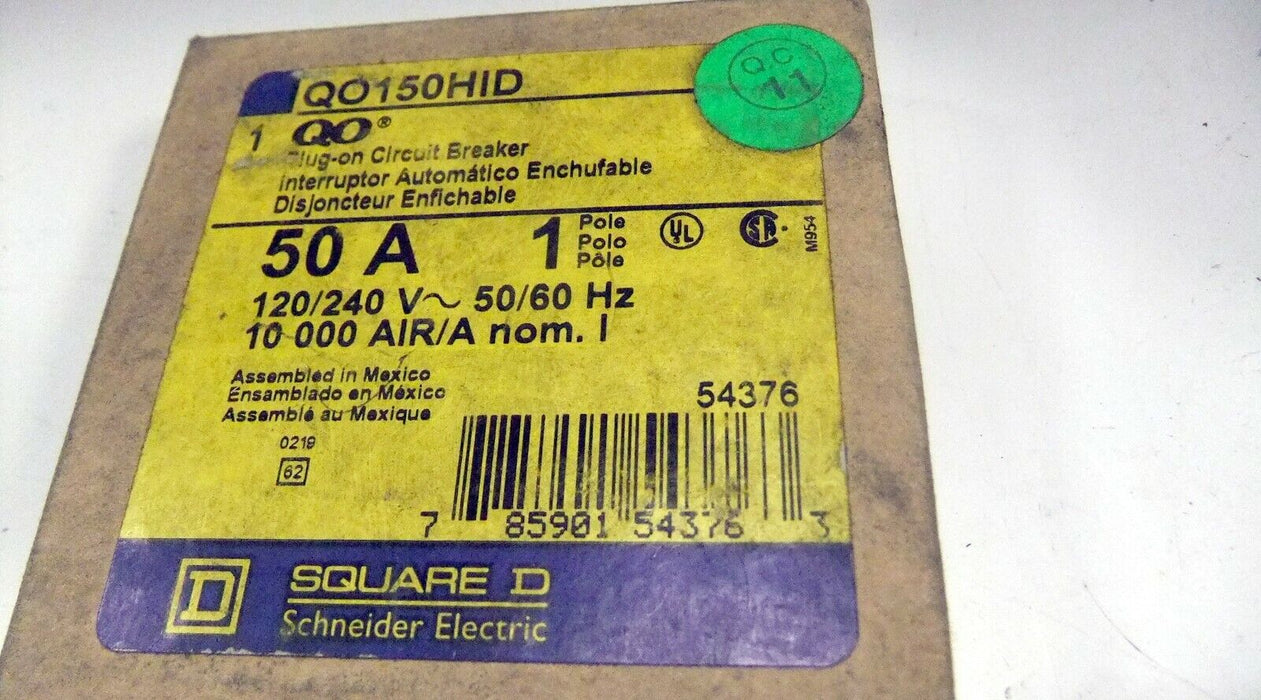 QO150HID
QC
11
1 QO®
Plug-on Circuit Breaker
Interruptor Automático Enchufable
Disjoncteur Enfichable
50 A
1
Pole
Polo
Pôle
UL
SA
M954
120/240 V~ 50/60 Hz
10 000 AIR/A nom. I
Assembled in Mexico
Ensamblado en México
Assemblé au Mexique
0219
62
54376
7 85901 54376 3
D
SQUARE D
Schneider Electric